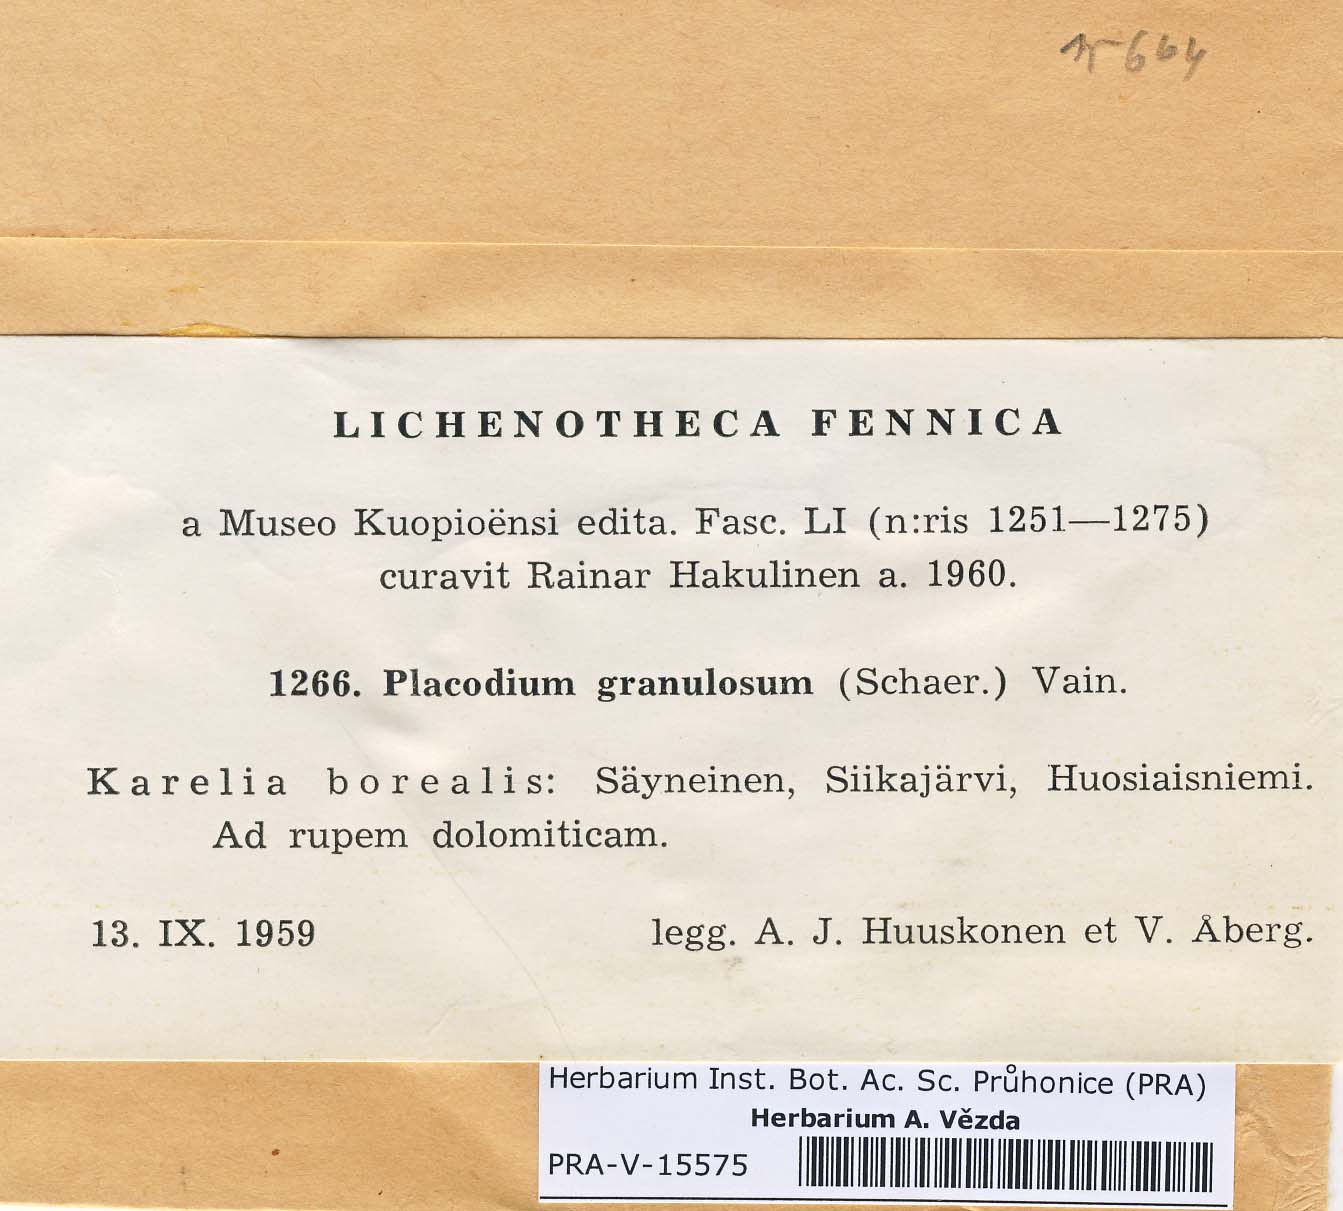 664
LICHENOTHECA FENNICA
a Museo Kuopioënsi edita. Fasc. LI (n:ris 1251—1275)
curavit Rainar Hakulinen a. 1960.
1266. Placodium granulosum (Schaer.) Vain.
Karelia borealis: Säyneinen, Siikajärvi, Huosiaisniemi.
Ad rupem dolomiticam.
13. IX. 1959 legg. A. J. Huuskonen et V. Åberg.
Herbarium Inst. Bot. Ac. Sc. Průhonice (PRA)
Herbarium A. Vězda
PRA-V-15575